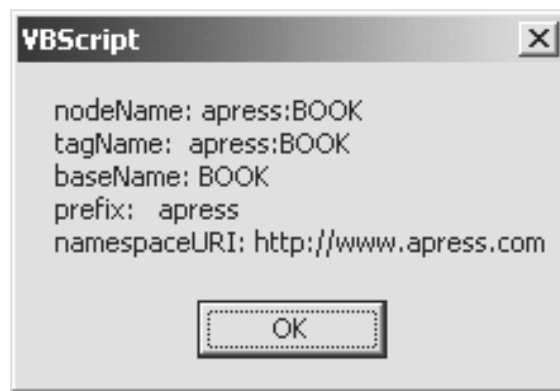 VBScript
nodeName: apress:BOOK
tagName: apress:BOOK
baseName: BOOK
prefix: apress
namespaceURI: http://www.apress.com
OK